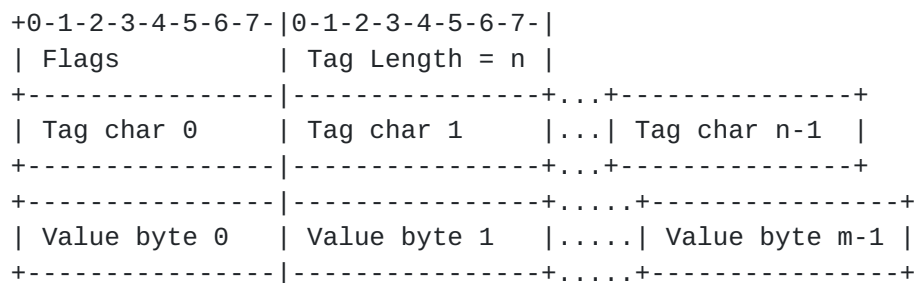 +0-1-2-3-4-5-6-7-|0-1-2-3-4-5-6-7-|
| Flags          | Tag Length = n |
+----------------|----------------+...+---------------+
| Tag char 0     | Tag char 1     |...| Tag char n-1  |
+----------------|----------------+...+---------------+
+----------------|----------------+.....+----------------+
| Value byte 0   | Value byte 1   |.....| Value byte m-1 |
+----------------|----------------+.....+----------------+